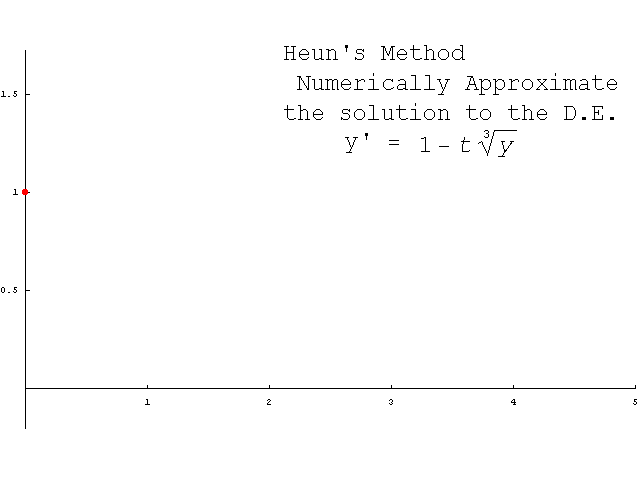 Heun's Method
Numerically Approximate
the solution to the D.E.
y' = 1 – t ∛y
1.5
1
0.5
1 2 3 4 5